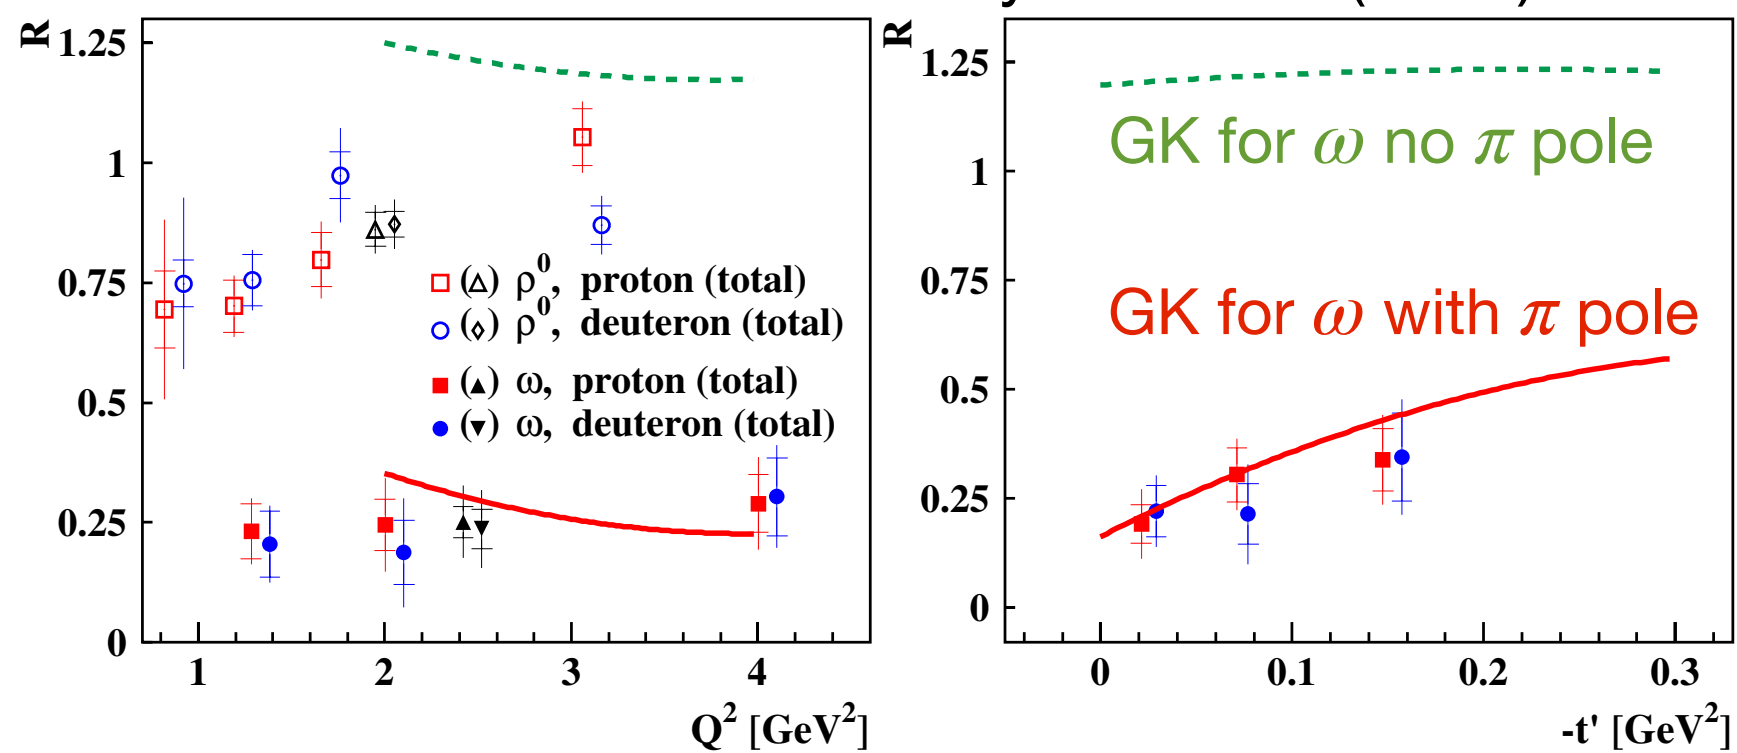 R
1.25
1
0.75
0.5
0.25
0
(△) ρ⁰, proton (total)
(◇) ρ⁰, deuteron (total)
(▲) ω, proton (total)
(▼) ω, deuteron (total)
1 2 3 4
Q² [GeV²]
R
1.25
1
0.75
0.5
0.25
0
GK for ω no π pole
GK for ω with π pole
0 0.1 0.2 0.3
-t' [GeV²]